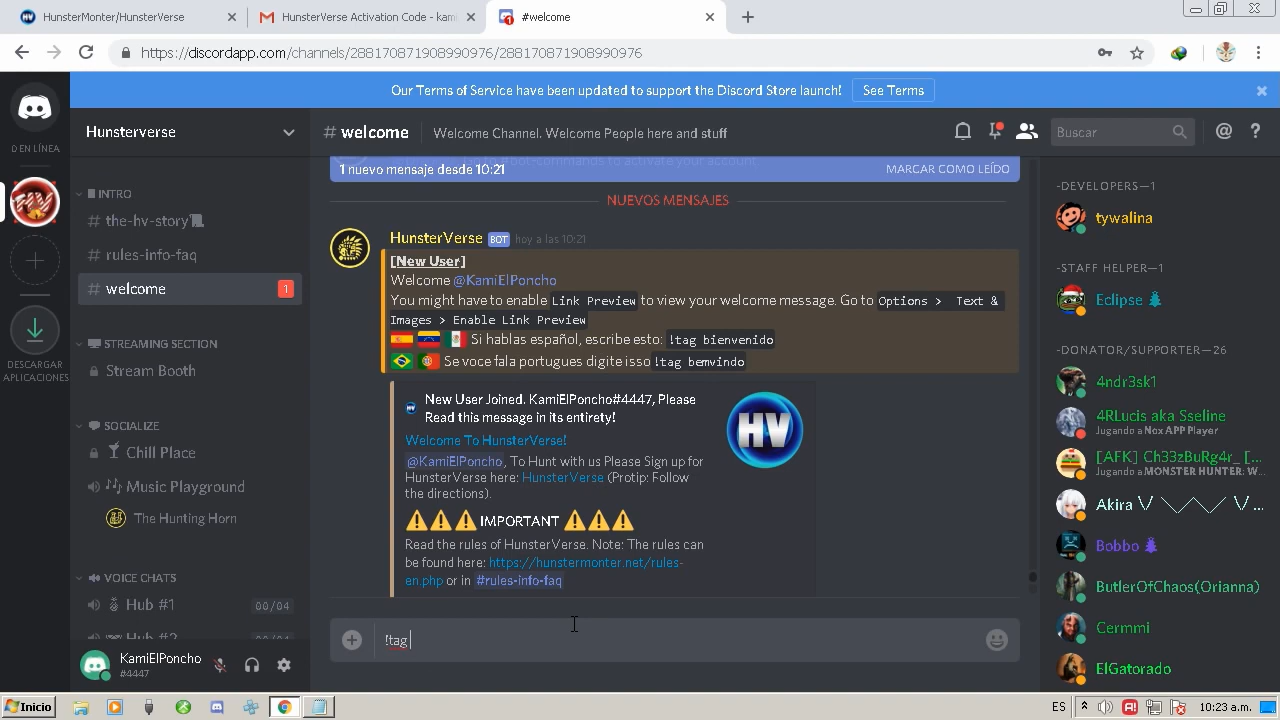 HunsterMonter/HunsterVerse
HunsterVerse Activation Code - kami
#welcome
https://discordapp.com/channels/288170871908990976/288170871908990976
Our Terms of Service have been updated to support the Discord Store launch!
See Terms
0 EN LÍNEA
DESCARGAR
APLICACIONES
Hunsterverse
INTRO
# the-hv-story
# rules-info-faq
# welcome
1
STREAMING SECTION
Stream Booth
SOCIALIZE
Chill Place
Music Playground
The Hunting Horn
VOICE CHATS
Hub #1
00/04
Hub #2
KamiElPoncho
#4447
# welcome
Welcome Channel. Welcome People here and stuff
Buscar
#bot-commands to activate your account.
1 nuevo mensaje desde 10:21
MARCAR COMO LEÍDO
NUEVOS MENSAJES
HunsterVerse BOT hoy a las 10:21
[New User]
Welcome @KamiElPoncho
You might have to enable Link Preview to view your welcome message. Go to Options > Text &
Images > Enable Link Preview
Si hablas español, escribe esto: !tag bienvenido
Se voce fala portugues digite isso !tag bemvindo
New User Joined. KamiElPoncho#4447, Please
Read this message in its entirety!
HV
Welcome To HunsterVerse!
@KamiElPoncho, To Hunt with us Please Sign up for
HunsterVerse here: HunsterVerse (Protip: Follow
the directions).
IMPORTANT
Read the rules of HunsterVerse. Note: The rules can
be found here: https://hunstermonter.net/rules-
en.php or in #rules-info-faq
!tag
-DEVELOPERS—1
tywalina
-STAFF HELPER—1
Eclipse
-DONATOR/SUPPORTER—26
4ndr3sk1
4RLucis aka Sseline
Jugando a Nox APP Player
[AFK] Ch33zBuRg4r_ [...
Jugando a MONSTER HUNTER: W...
Akira \/ \/\/ \/...
Bobbo
ButlerOfChaos(Orianna)
Cermmi
ElGatorado
Inicio
ES
10:23 a.m.